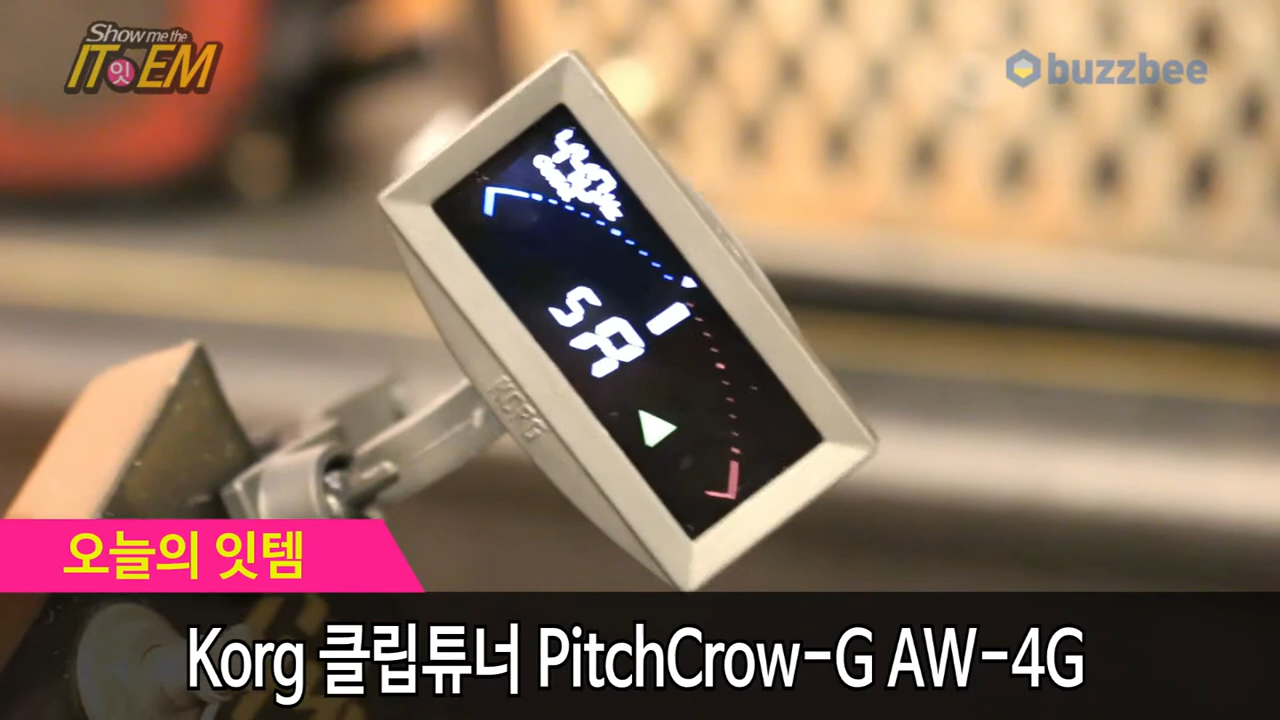 Show me the
IT잇EM
buzzbee
5A
KORG
오늘의 잇템
Korg 클립튜너 PitchCrow-G AW-4G